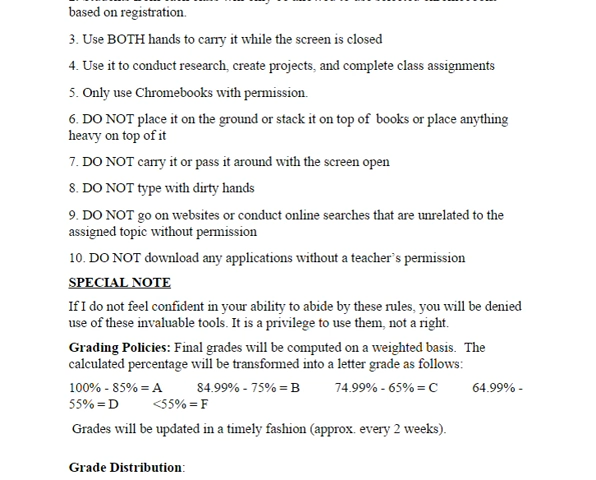 based on registration.
3. Use BOTH hands to carry it while the screen is closed
4. Use it to conduct research, create projects, and complete class assignments
5. Only use Chromebooks with permission.
6. DO NOT place it on the ground or stack it on top of books or place anything
heavy on top of it
7. DO NOT carry it or pass it around with the screen open
8. DO NOT type with dirty hands
9. DO NOT go on websites or conduct online searches that are unrelated to the
assigned topic without permission
10. DO NOT download any applications without a teacher's permission
SPECIAL NOTE
If I do not feel confident in your ability to abide by these rules, you will be denied
use of these invaluable tools. It is a privilege to use them, not a right.
Grading Policies: Final grades will be computed on a weighted basis. The
calculated percentage will be transformed into a letter grade as follows:
100% - 85% = A 84.99% - 75% = B 74.99% - 65% = C 64.99% -
55% = D <55% = F
Grades will be updated in a timely fashion (approx. every 2 weeks).
Grade Distribution: